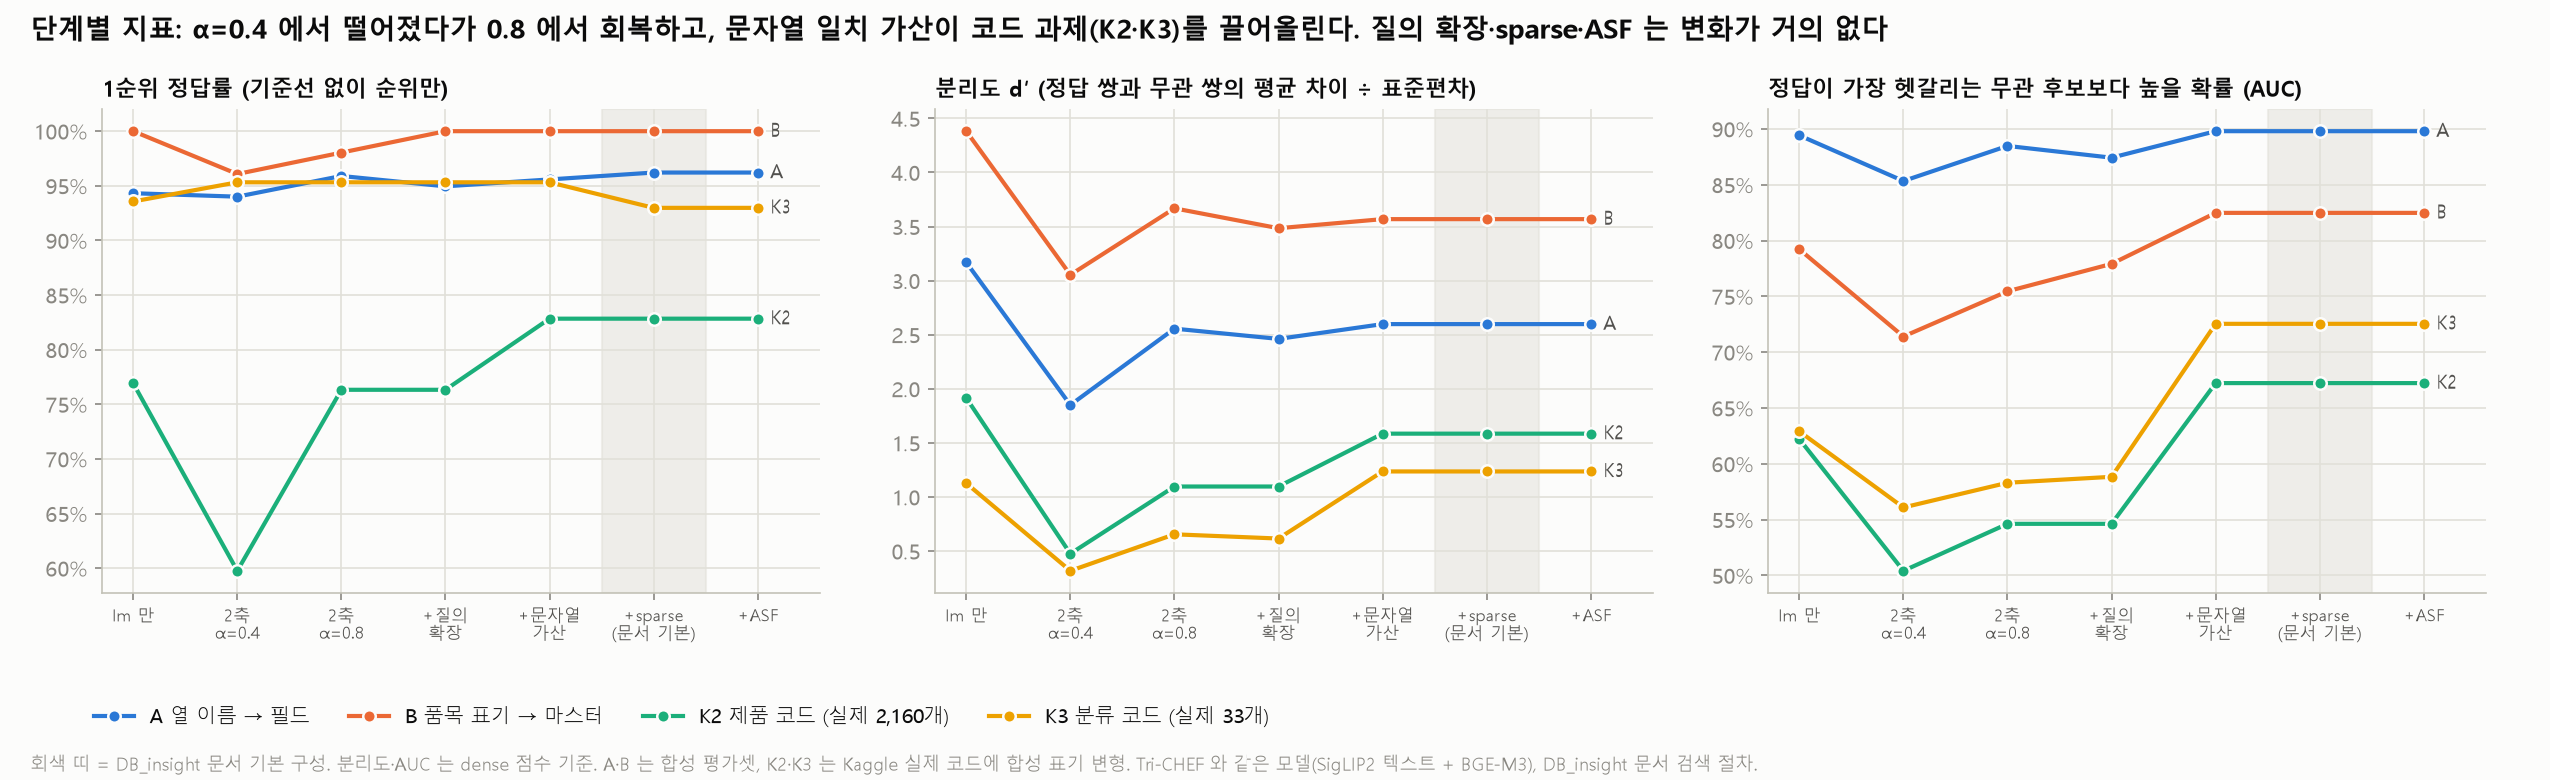 단계별 지표: α=0.4 에서 떨어졌다가 0.8 에서 회복하고, 문자열 일치 가산이 코드 과제(K2·K3)를 끌어올린다. 질의 확장·sparse·ASF 는 변화가 거의 없다
1순위 정답률 (기준선 없이 순위만)
100%
95%
90%
85%
80%
75%
70%
65%
60%
B
A
K3
K2
Im 만
2축
α=0.4
2축
α=0.8
+질의
확장
+문자열
가산
+sparse
(문서 기본)
+ASF
분리도 d′ (정답 쌍과 무관 쌍의 평균 차이 ÷ 표준편차)
4.5
4.0
3.5
3.0
2.5
2.0
1.5
1.0
0.5
B
A
K2
K3
Im 만
2축
α=0.4
2축
α=0.8
+질의
확장
+문자열
가산
+sparse
(문서 기본)
+ASF
정답이 가장 헷갈리는 무관 후보보다 높을 확률 (AUC)
90%
85%
80%
75%
70%
65%
60%
55%
50%
A
B
K3
K2
Im 만
2축
α=0.4
2축
α=0.8
+질의
확장
+문자열
가산
+sparse
(문서 기본)
+ASF
A 열 이름 → 필드
B 품목 표기 → 마스터
K2 제품 코드 (실제 2,160개)
K3 분류 코드 (실제 33개)
회색 띠 = DB_insight 문서 기본 구성. 분리도·AUC 는 dense 점수 기준. A·B 는 합성 평가셋, K2·K3 는 Kaggle 실제 코드에 합성 표기 변형. Tri-CHEF 와 같은 모델(SigLIP2 텍스트 + BGE-M3), DB_insight 문서 검색 절차.